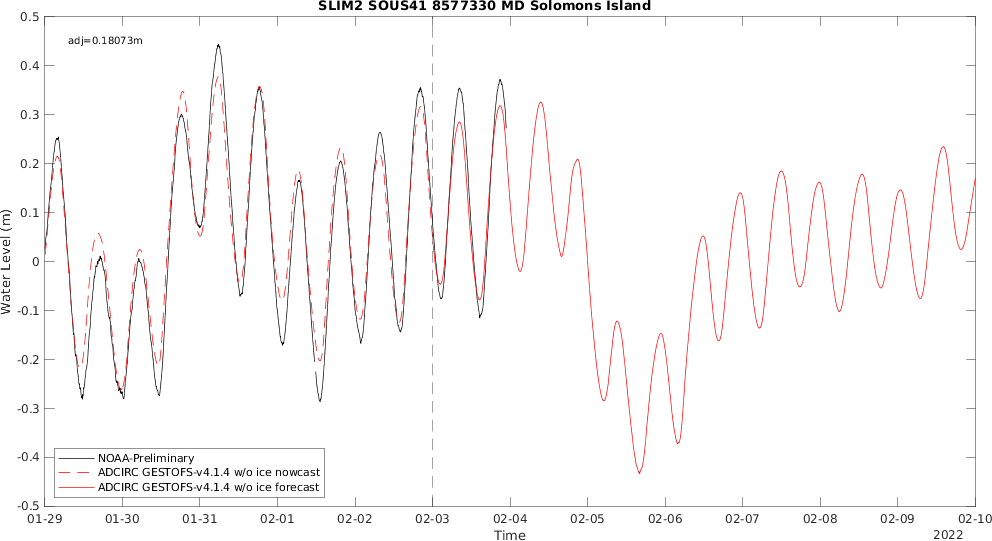 SLIM2 SOUS41 8577330 MD Solomons Island
adj=0.18073m
0.5
0.4
0.3
0.2
0.1
0
-0.1
-0.2
-0.3
-0.4
-0.5
Water Level (m)
NOAA-Preliminary
ADCIRC GESTOFS-v4.1.4 w/o ice nowcast
ADCIRC GESTOFS-v4.1.4 w/o ice forecast
01-29 01-30 01-31 02-01 02-02 02-03 02-04 02-05 02-06 02-07 02-08 02-09 02-10
Time
2022